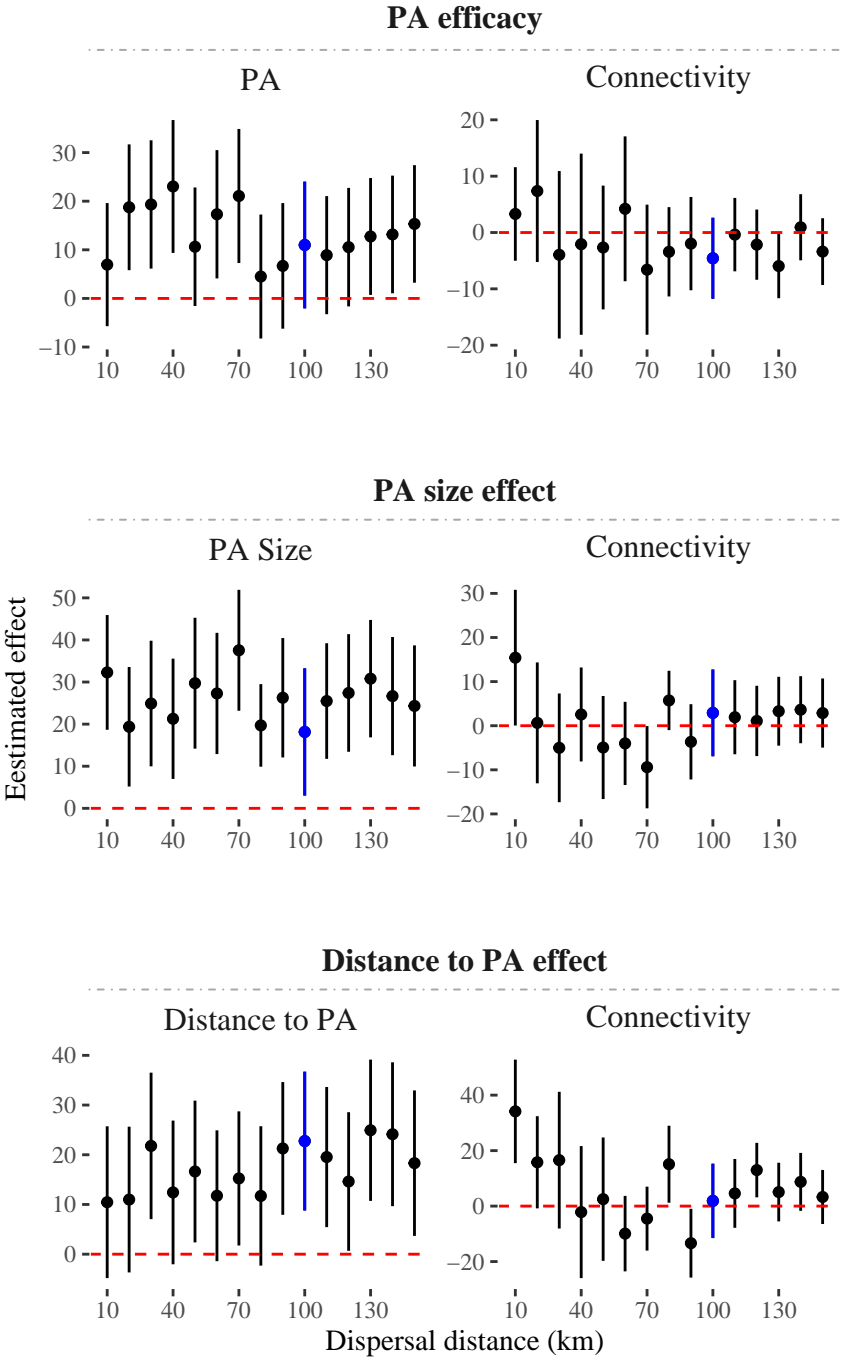 PA efficacy
PA
Connectivity
30
20
10
0
−10
10 40 70 100 130
20
10
0
−10
−20
10 40 70 100 130
PA size effect
PA Size
Connectivity
50
40
30
20
10
0
10 40 70 100 130
30
20
10
0
−10
−20
10 40 70 100 130
Eestimated effect
Distance to PA effect
Distance to PA
Connectivity
40
30
20
10
0
10 40 70 100 130
40
20
0
−20
10 40 70 100 130
Dispersal distance (km)